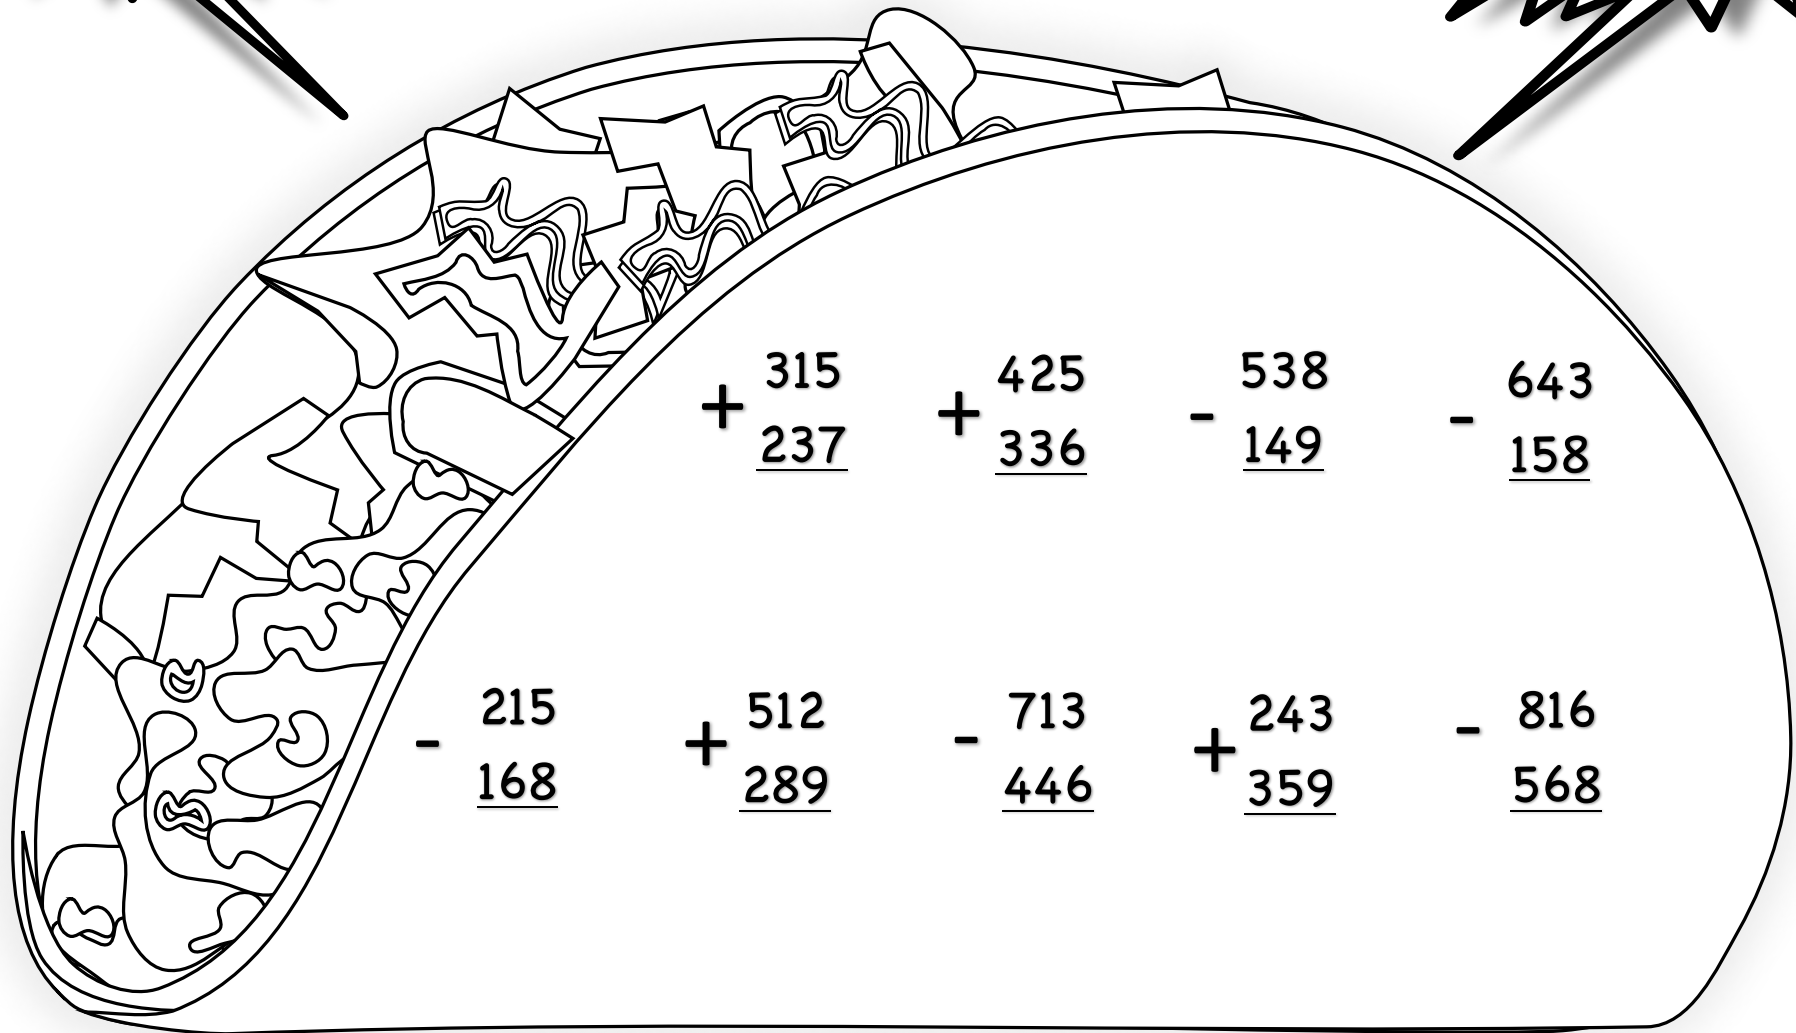 315 425 538 643
+ + - -
237 336 149 158
215 512 713 243 816
- + - + -
168 289 446 359 568